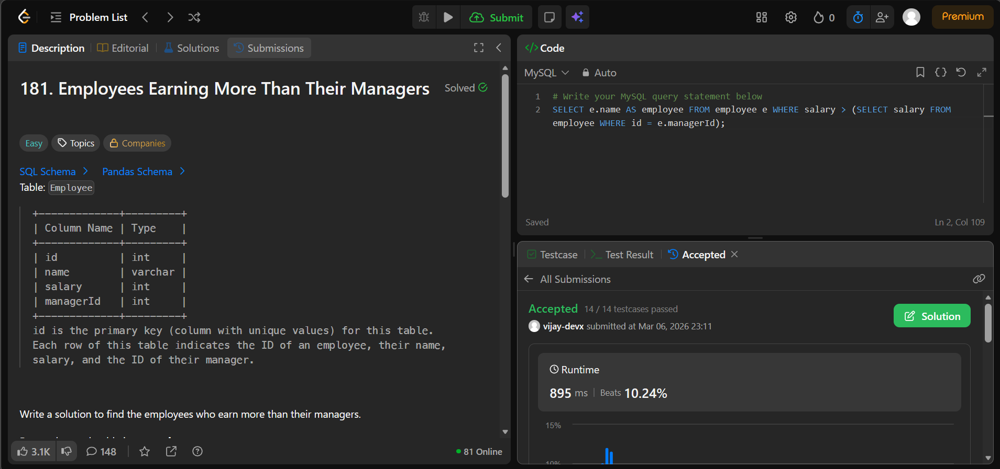 Problem List
Submit
0
Premium
Description
Editorial
Solutions
Submissions
181. Employees Earning More Than Their Managers
Solved
Easy
Topics
Companies
SQL Schema
Pandas Schema
Table: Employee
+-------------+---------+
| Column Name | Type    |
+-------------+---------+
| id          | int     |
| name        | varchar |
| salary      | int     |
| managerId   | int     |
+-------------+---------+
id is the primary key (column with unique values) for this table.
Each row of this table indicates the ID of an employee, their name,
salary, and the ID of their manager.
Write a solution to find the employees who earn more than their managers.
3.1K
148
81 Online
</> Code
MySQL
Auto
1 # Write your MySQL query statement below
2 SELECT e.name AS employee FROM employee e WHERE salary > (SELECT salary FROM
employee WHERE id = e.managerId);
Saved
Ln 2, Col 109
Testcase
Test Result
Accepted
All Submissions
Accepted 14 / 14 testcases passed
vijay-devx submitted at Mar 06, 2026 23:11
Solution
Runtime
895 ms | Beats 10.24%
15%
10%